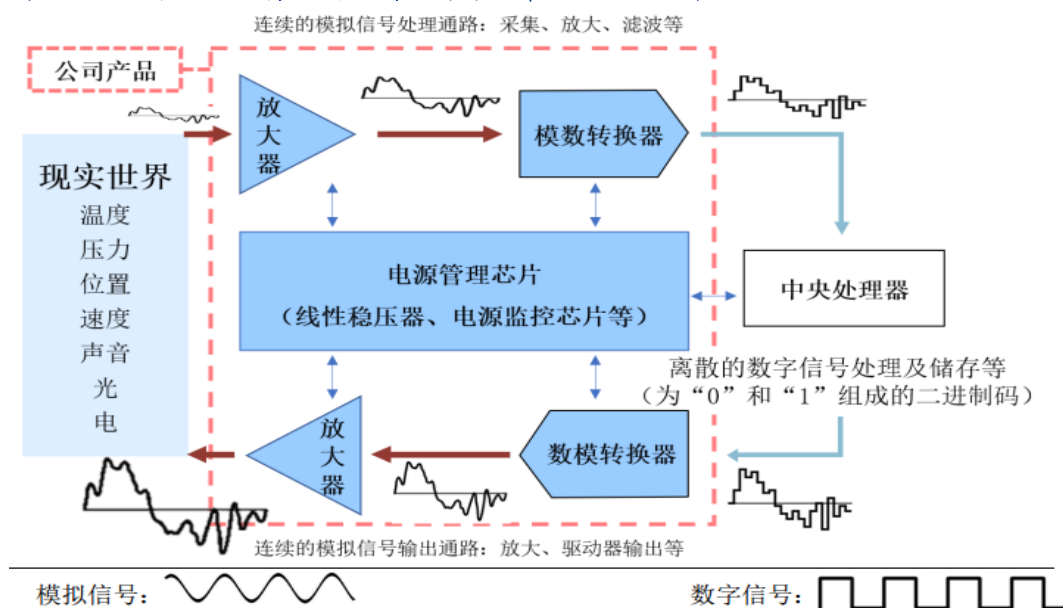 连续的模拟信号处理通路：采集、放大、滤波等
公司产品
放大器
模数转换器
现实世界
温度
压力
位置
速度
声音
光
电
电源管理芯片
（线性稳压器、电源监控芯片等）
中央处理器
离散的数字信号处理及储存等
（为“0”和“1”组成的二进制码）
放大器
数模转换器
连续的模拟信号输出通路：放大、驱动器输出等
模拟信号：
数字信号：